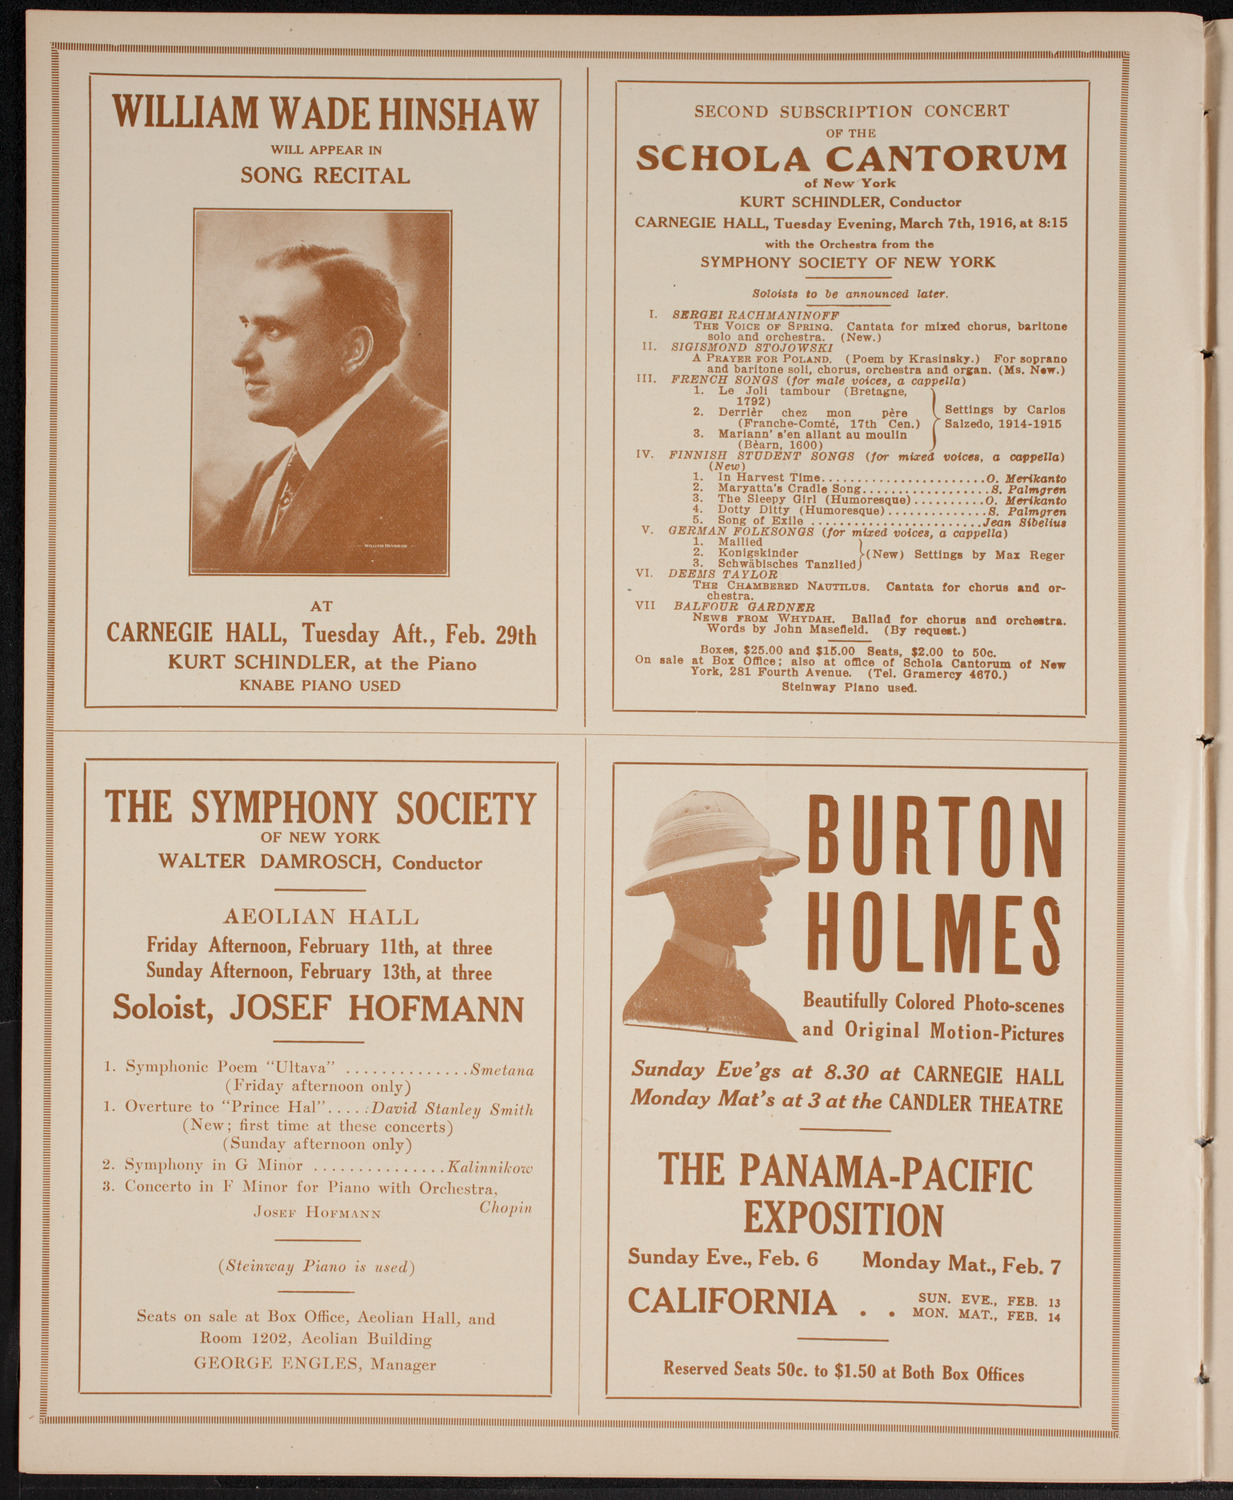 WILLIAM WADE HINSHAW
WILL APPEAR IN
SONG RECITAL
WILLIAM HINSHAW
AT
CARNEGIE HALL, Tuesday Aft., Feb. 29th
KURT SCHINDLER, at the Piano
KNABE PIANO USED
SECOND SUBSCRIPTION CONCERT
OF THE
SCHOLA CANTORUM
of New York
KURT SCHINDLER, Conductor
CARNEGIE HALL, Tuesday Evening, March 7th, 1916, at 8:15
with the Orchestra from the
SYMPHONY SOCIETY OF NEW YORK
Soloists to be announced later.
I. SERGEI RACHMANINOFF
THE VOICE OF SPRING. Cantata for mixed chorus, baritone
solo and orchestra. (New.)
II. SIGISMOND STOJOWSKI
A PRAYER FOR POLAND. (Poem by Krasinsky.) For soprano
and baritone soli, chorus, orchestra and organ. (Ms. New.)
III. FRENCH SONGS (for male voices, a cappella)
1. Le Joli tambour (Bretagne,
1792)
2. Derrièr chez mon père
(Franche-Comté, 17th Cen.)
3. Mariann' s'en allant au moulin
(Béarn, 1600)
Settings by Carlos
Salzedo, 1914-1915
IV. FINNISH STUDENT SONGS (for mixed voices, a cappella)
(New)
1. In Harvest Time......................O. Merikanto
2. Maryatta's Cradle Song.................S. Palmgren
3. The Sleepy Girl (Humoresque)..........O. Merikanto
4. Dotty Ditty (Humoresque).............S. Palmgren
5. Song of Exile .......................Jean Sibelius
V. GERMAN FOLKSONGS (for mixed voices, a cappella)
1. Mailied
2. Konigskinder
3. Schwäbisches Tanzlied
(New) Settings by Max Reger
VI. DEEMS TAYLOR
THE CHAMBERED NAUTILUS. Cantata for chorus and or-
chestra.
VII BALFOUR GARDNER
NEWS FROM WHYDAH. Ballad for chorus and orchestra.
Words by John Masefield. (By request.)
Boxes, $25.00 and $15.00 Seats, $2.00 to 50c.
On sale at Box Office; also at office of Schola Cantorum of New
York, 281 Fourth Avenue. (Tel. Gramercy 4670.)
Steinway Piano used.
THE SYMPHONY SOCIETY
OF NEW YORK
WALTER DAMROSCH, Conductor
AEOLIAN HALL
Friday Afternoon, February 11th, at three
Sunday Afternoon, February 13th, at three
Soloist, JOSEF HOFMANN
1. Symphonic Poem "Ultava" ..............Smetana
(Friday afternoon only)
1. Overture to "Prince Hal".....:David Stanley Smith
(New; first time at these concerts)
(Sunday afternoon only)
2. Symphony in G Minor ...............Kalinnikow
3. Concerto in F Minor for Piano with Orchestra,
JOSEF HOFMANN Chopin
(Steinway Piano is used)
Seats on sale at Box Office, Aeolian Hall, and
Room 1202, Aeolian Building
GEORGE ENGLES, Manager
BURTON
HOLMES
Beautifully Colored Photo-scenes
and Original Motion-Pictures
Sunday Eve'gs at 8.30 at CARNEGIE HALL
Monday Mat's at 3 at the CANDLER THEATRE
THE PANAMA-PACIFIC
EXPOSITION
Sunday Eve., Feb. 6 Monday Mat., Feb. 7
CALIFORNIA . . SUN. EVE., FEB. 13
MON. MAT., FEB. 14
Reserved Seats 50c. to $1.50 at Both Box Offices